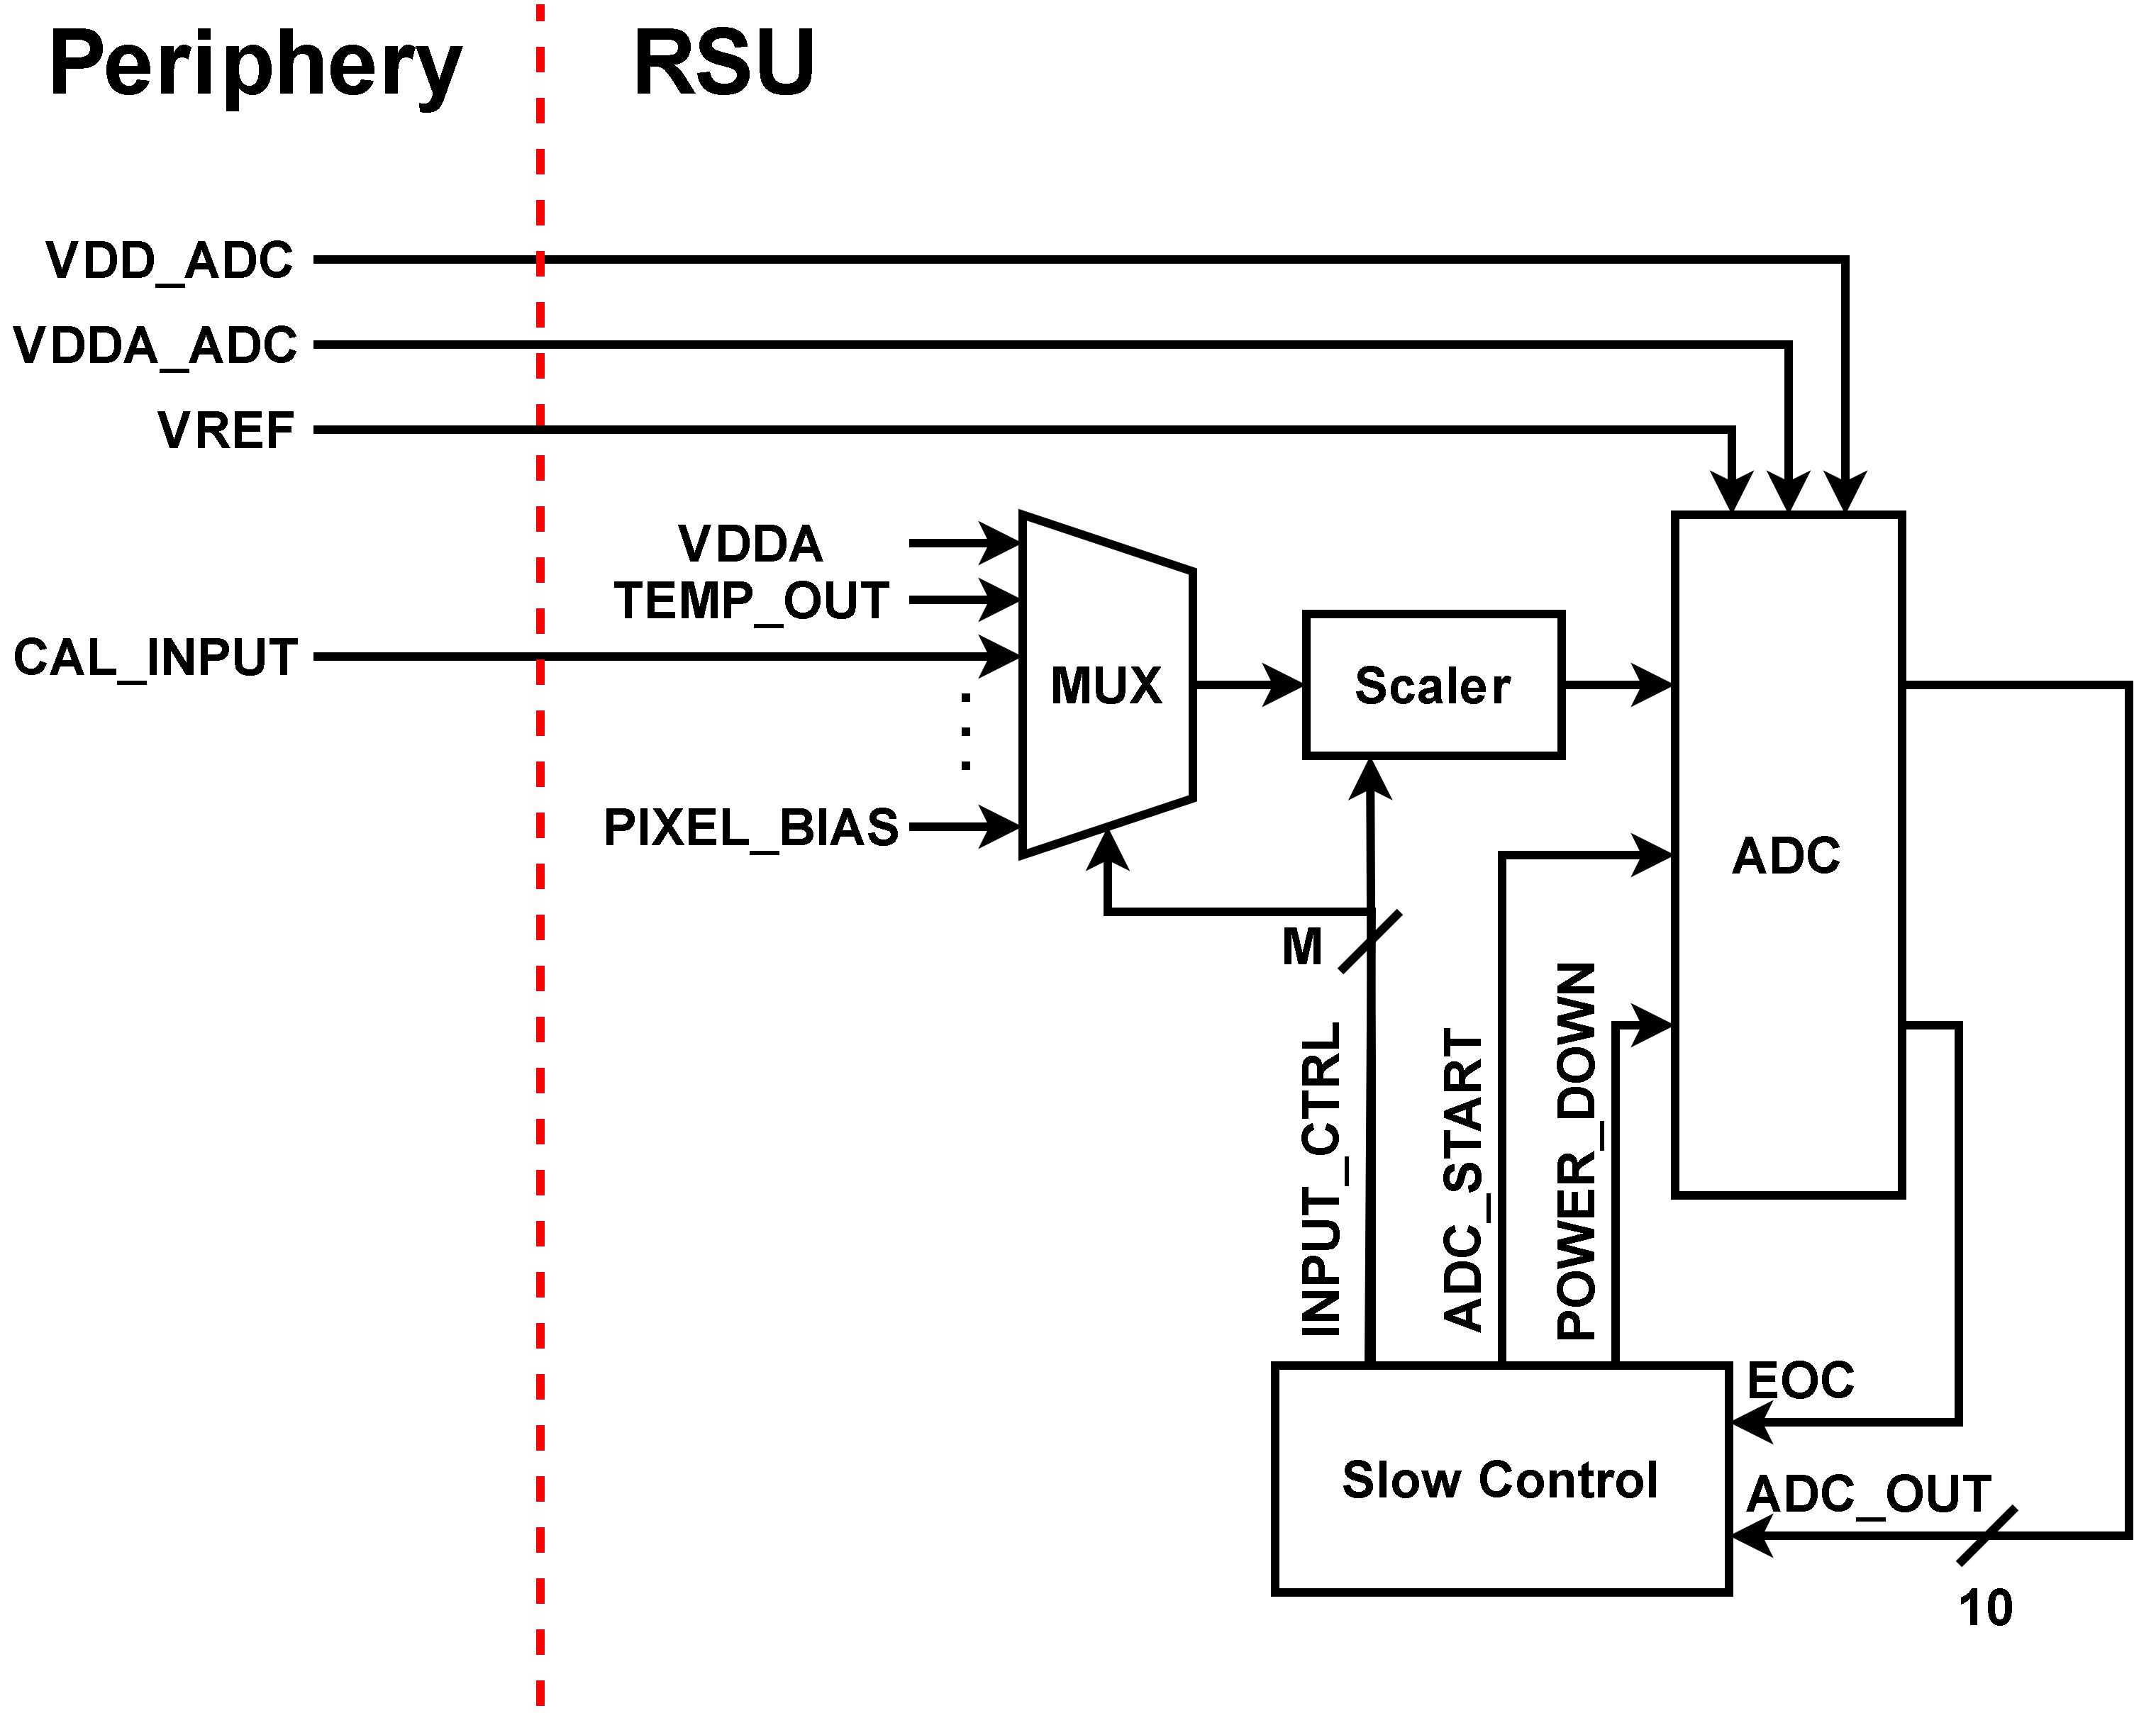 Periphery
RSU
VDD_ADC
VDDA_ADC
VREF
VDDA
TEMP_OUT
CAL_INPUT
MUX
Scaler
PIXEL_BIAS
ADC
M
INPUT_CTRL
ADC_START
POWER_DOWN
EOC
Slow Control
ADC_OUT
10